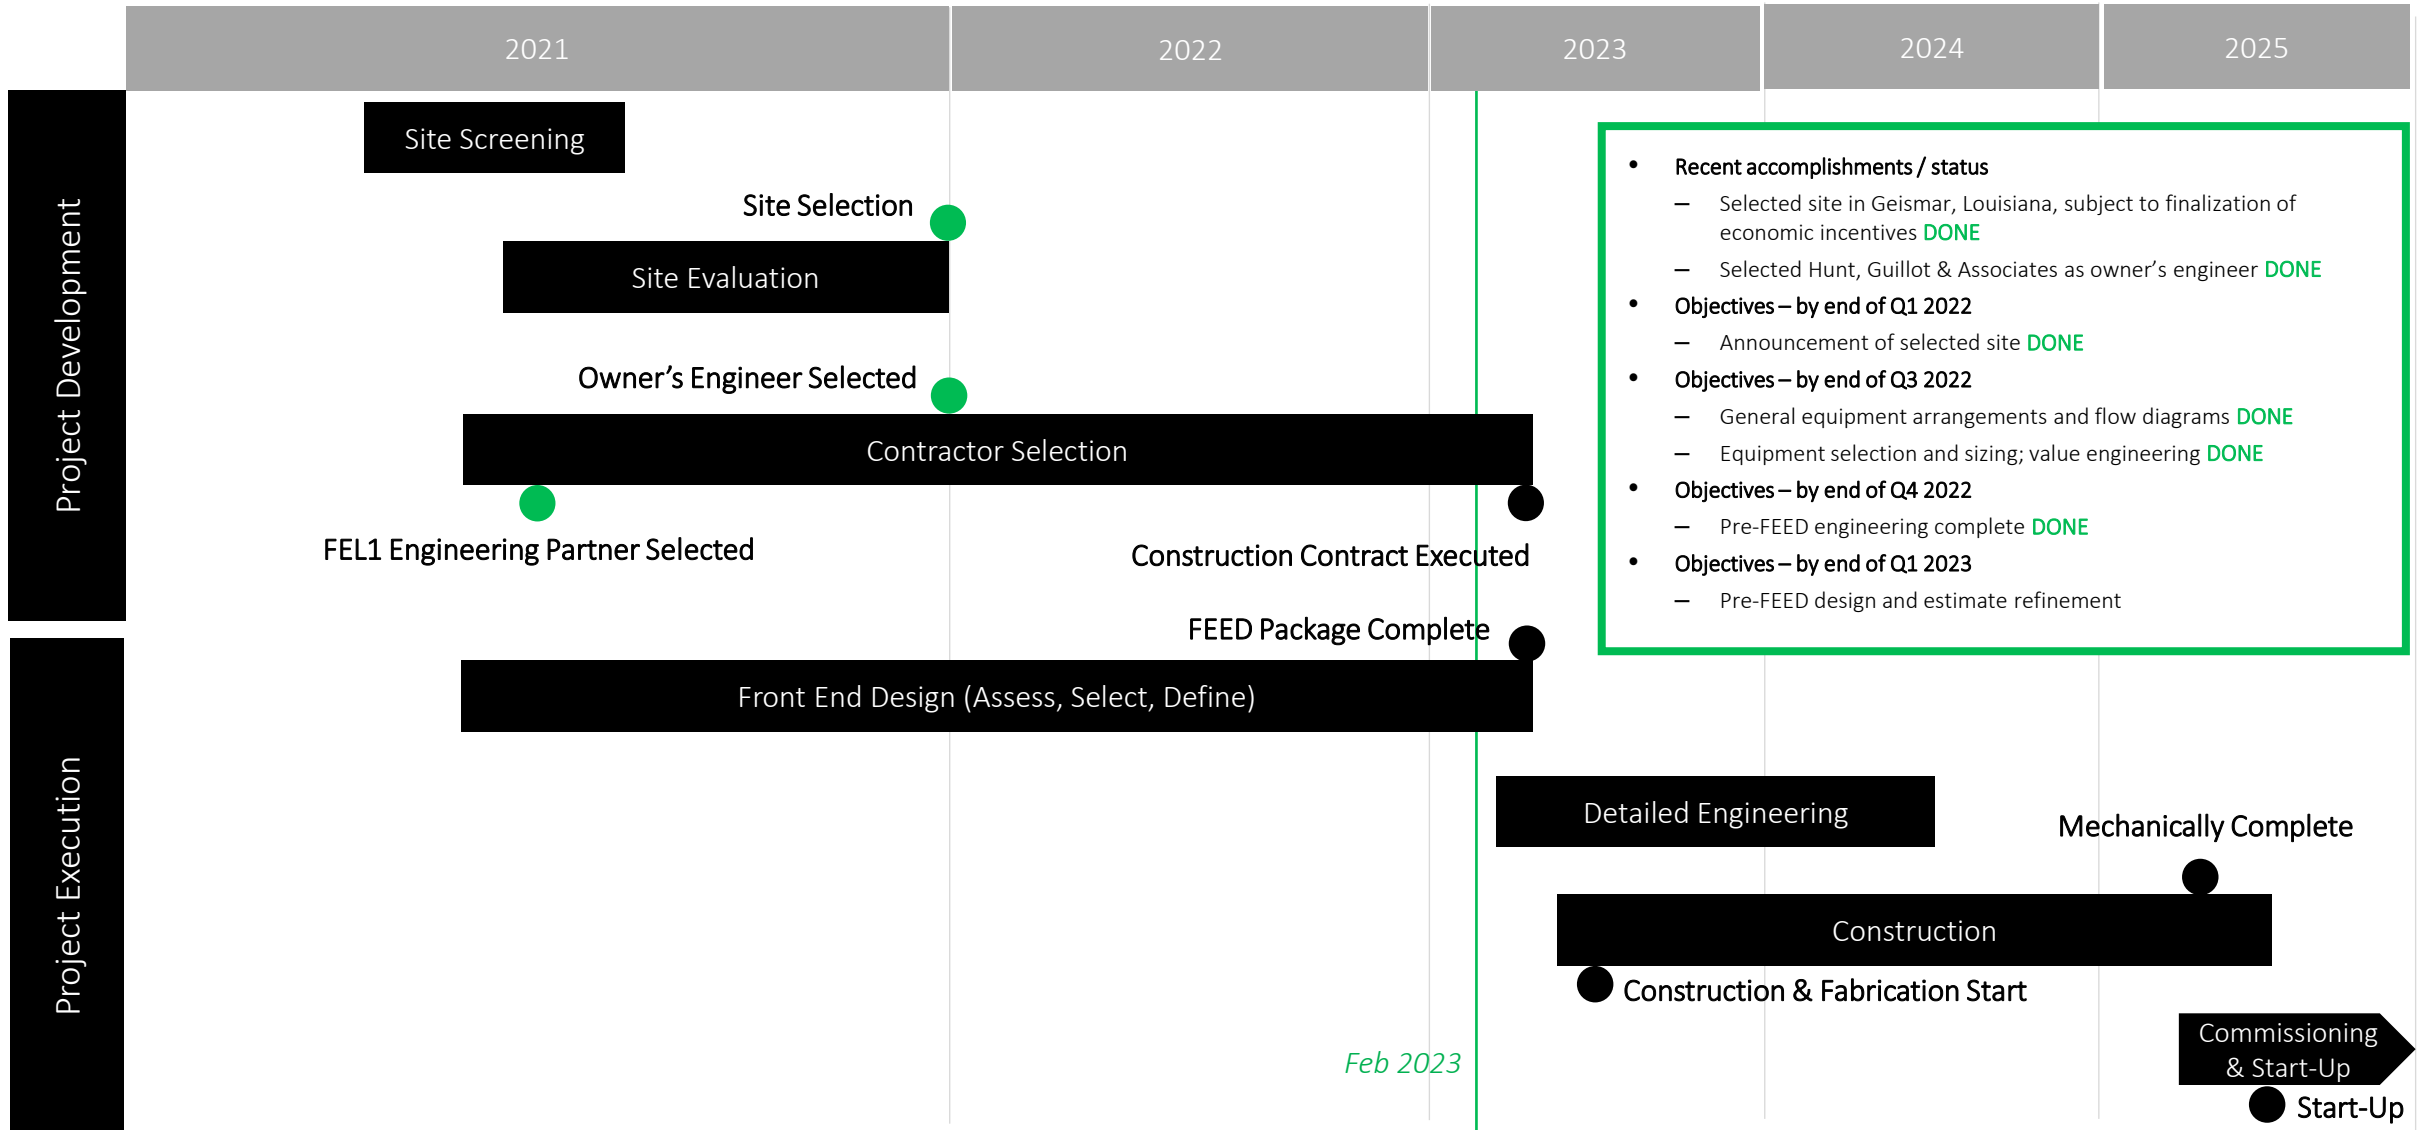 2021
2022
2023
2024
2025
Project Development
Site Screening
Site Selection
Site Evaluation
Owner’s Engineer Selected
Contractor Selection
FEL1 Engineering Partner Selected
Construction Contract Executed
• Recent accomplishments / status
– Selected site in Geismar, Louisiana, subject to finalization of
economic incentives DONE
– Selected Hunt, Guillot & Associates as owner’s engineer DONE
• Objectives – by end of Q1 2022
– Announcement of selected site DONE
• Objectives – by end of Q3 2022
– General equipment arrangements and flow diagrams DONE
– Equipment selection and sizing; value engineering DONE
• Objectives – by end of Q4 2022
– Pre-FEED engineering complete DONE
• Objectives – by end of Q1 2023
– Pre-FEED design and estimate refinement
Project Execution
FEED Package Complete
Front End Design (Assess, Select, Define)
Detailed Engineering
Mechanically Complete
Construction
Construction & Fabrication Start
Feb 2023
Commissioning
& Start-Up
Start-Up